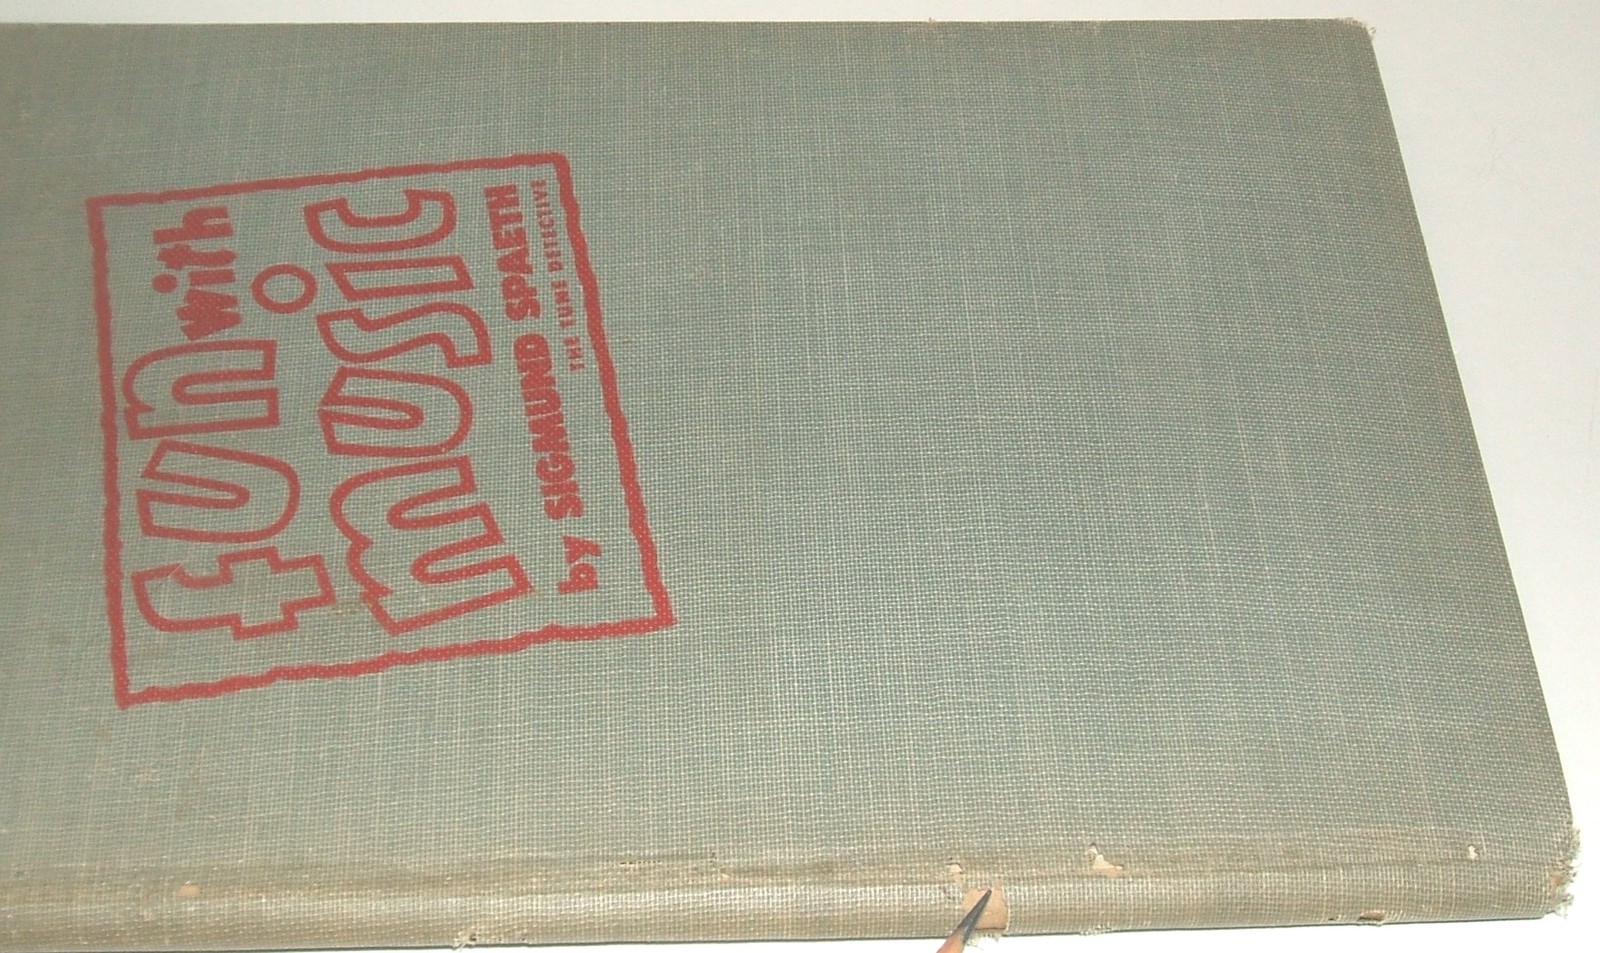 fun with
music
by SIGMUND SPAETH
THE TUNE DETECTIVE